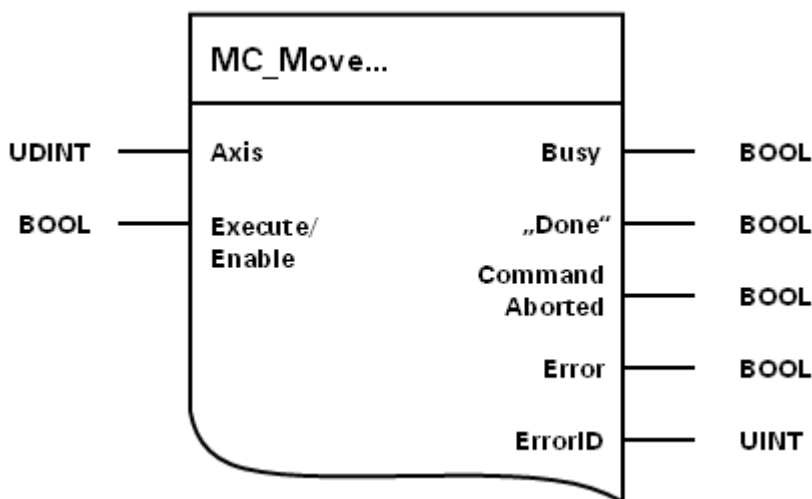 MC_Move...
UDINT Axis Busy BOOL
BOOL Execute/ „Done“ BOOL
Enable
Command
Aborted BOOL
Error BOOL
ErrorID UINT